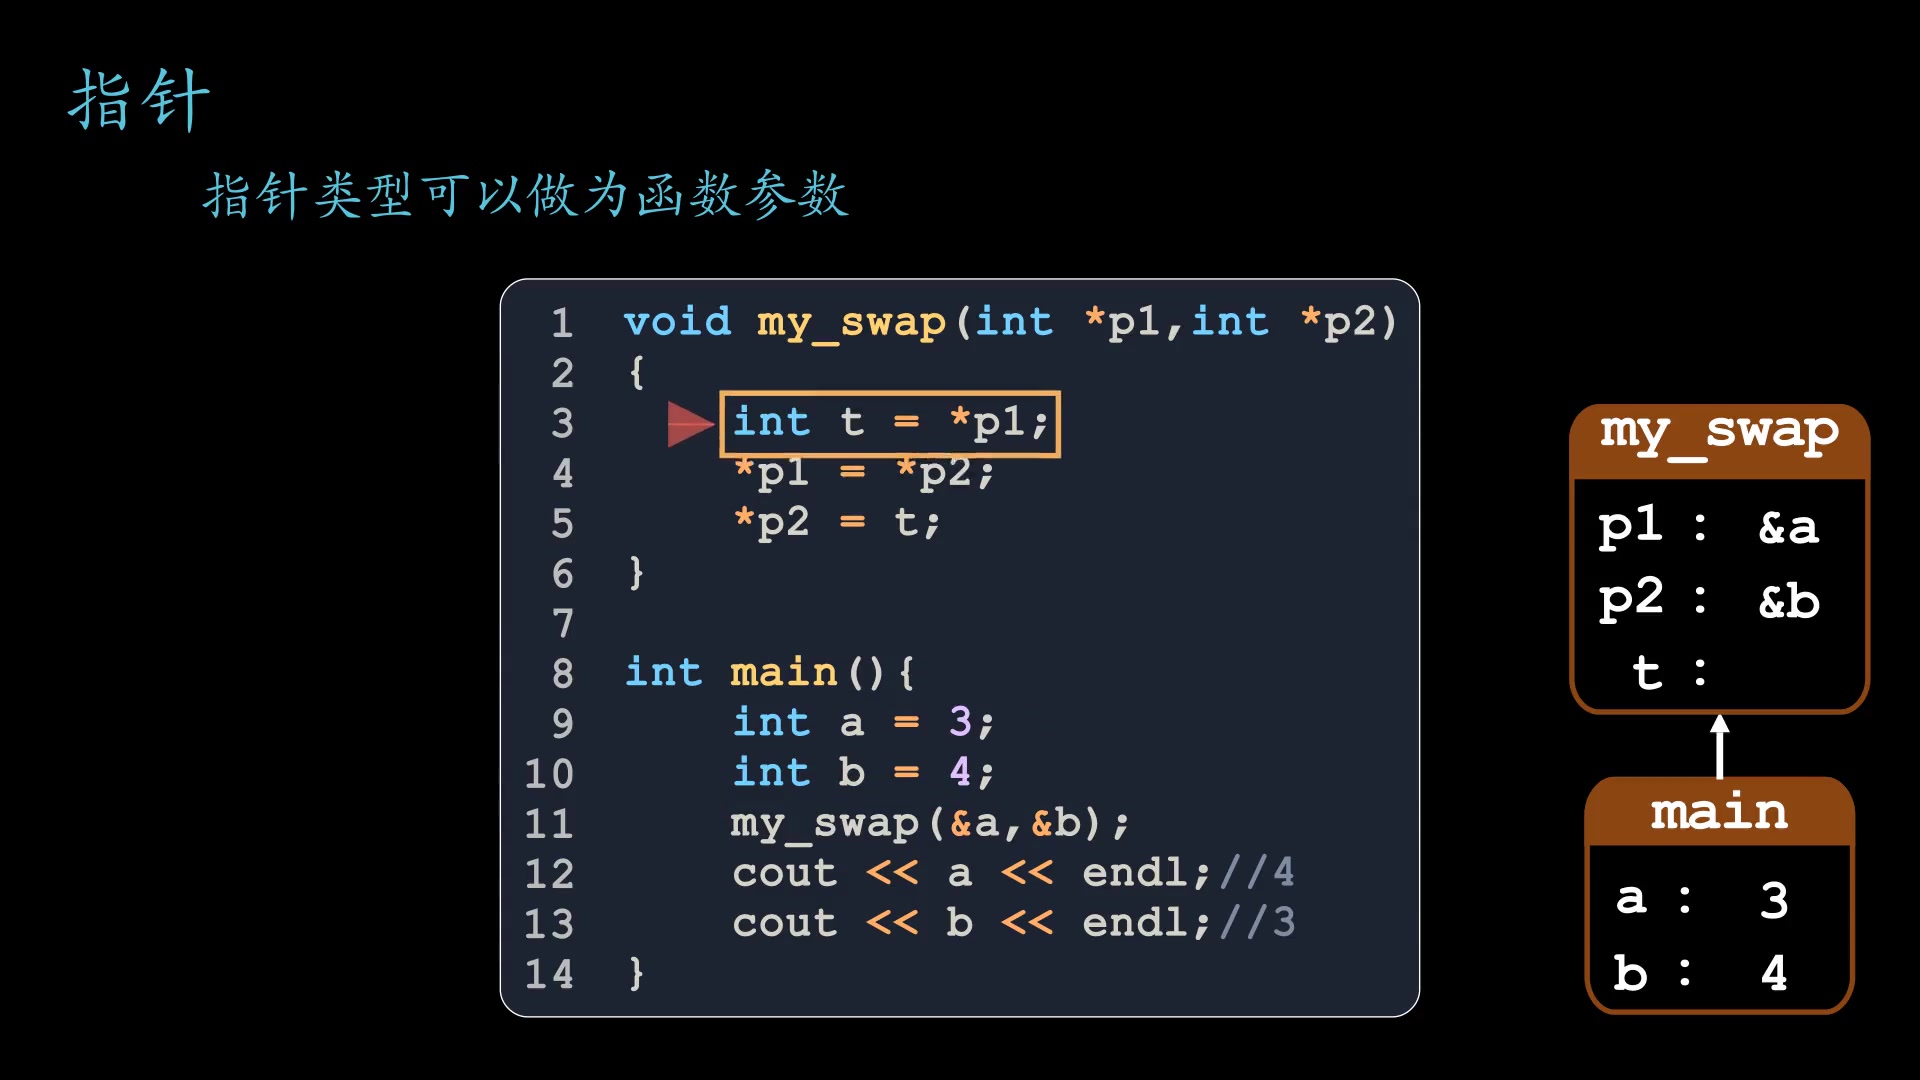 指针
指针类型可以做为函数参数
1 void my_swap(int *p1,int *p2)
2 {
3     int t = *p1;
4     *p1 = *p2;
5     *p2 = t;
6 }
7
8 int main(){
9     int a = 3;
10     int b = 4;
11     my_swap(&a,&b);
12     cout << a << endl;//4
13     cout << b << endl;//3
14 }
my_swap
p1 : &a
p2 : &b
t :
main
a : 3
b : 4